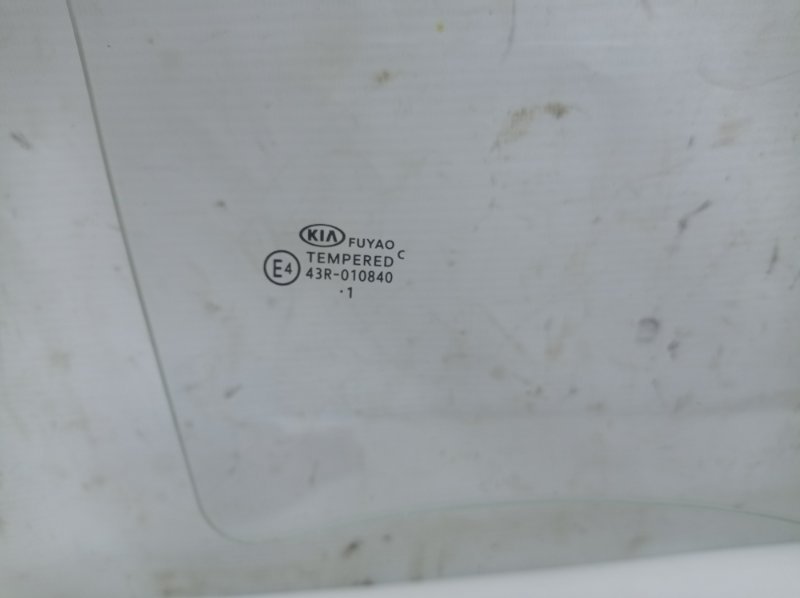 KIA FUYAO
TEMPERED C
E4 43R-010840
·1